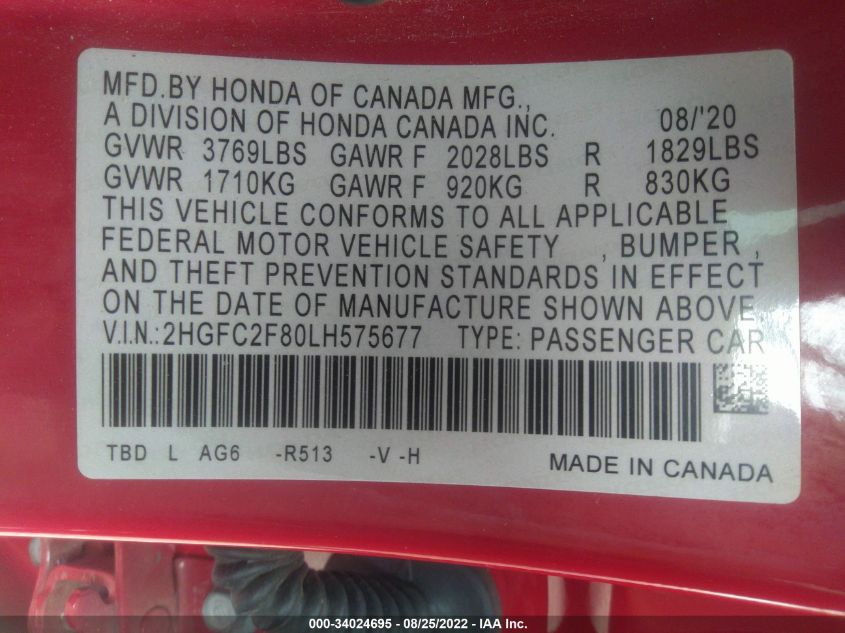 MFD.BY HONDA OF CANADA MFG.,
A DIVISION OF HONDA CANADA INC. 08/'20
GVWR 3769LBS GAWR F 2028LBS R 1829LBS
GVWR 1710KG GAWR F 920KG R 830KG
THIS VEHICLE CONFORMS TO ALL APPLICABLE
FEDERAL MOTOR VEHICLE SAFETY , BUMPER ,
AND THEFT PREVENTION STANDARDS IN EFFECT
ON THE DATE OF MANUFACTURE SHOWN ABOVE
V.I.N.:2HGFC2F80LH575677 TYPE: PASSENGER CAR
TBD L AG6 -R513 -V -H MADE IN CANADA
000-34024695 - 08/25/2022 - © IAA Inc.